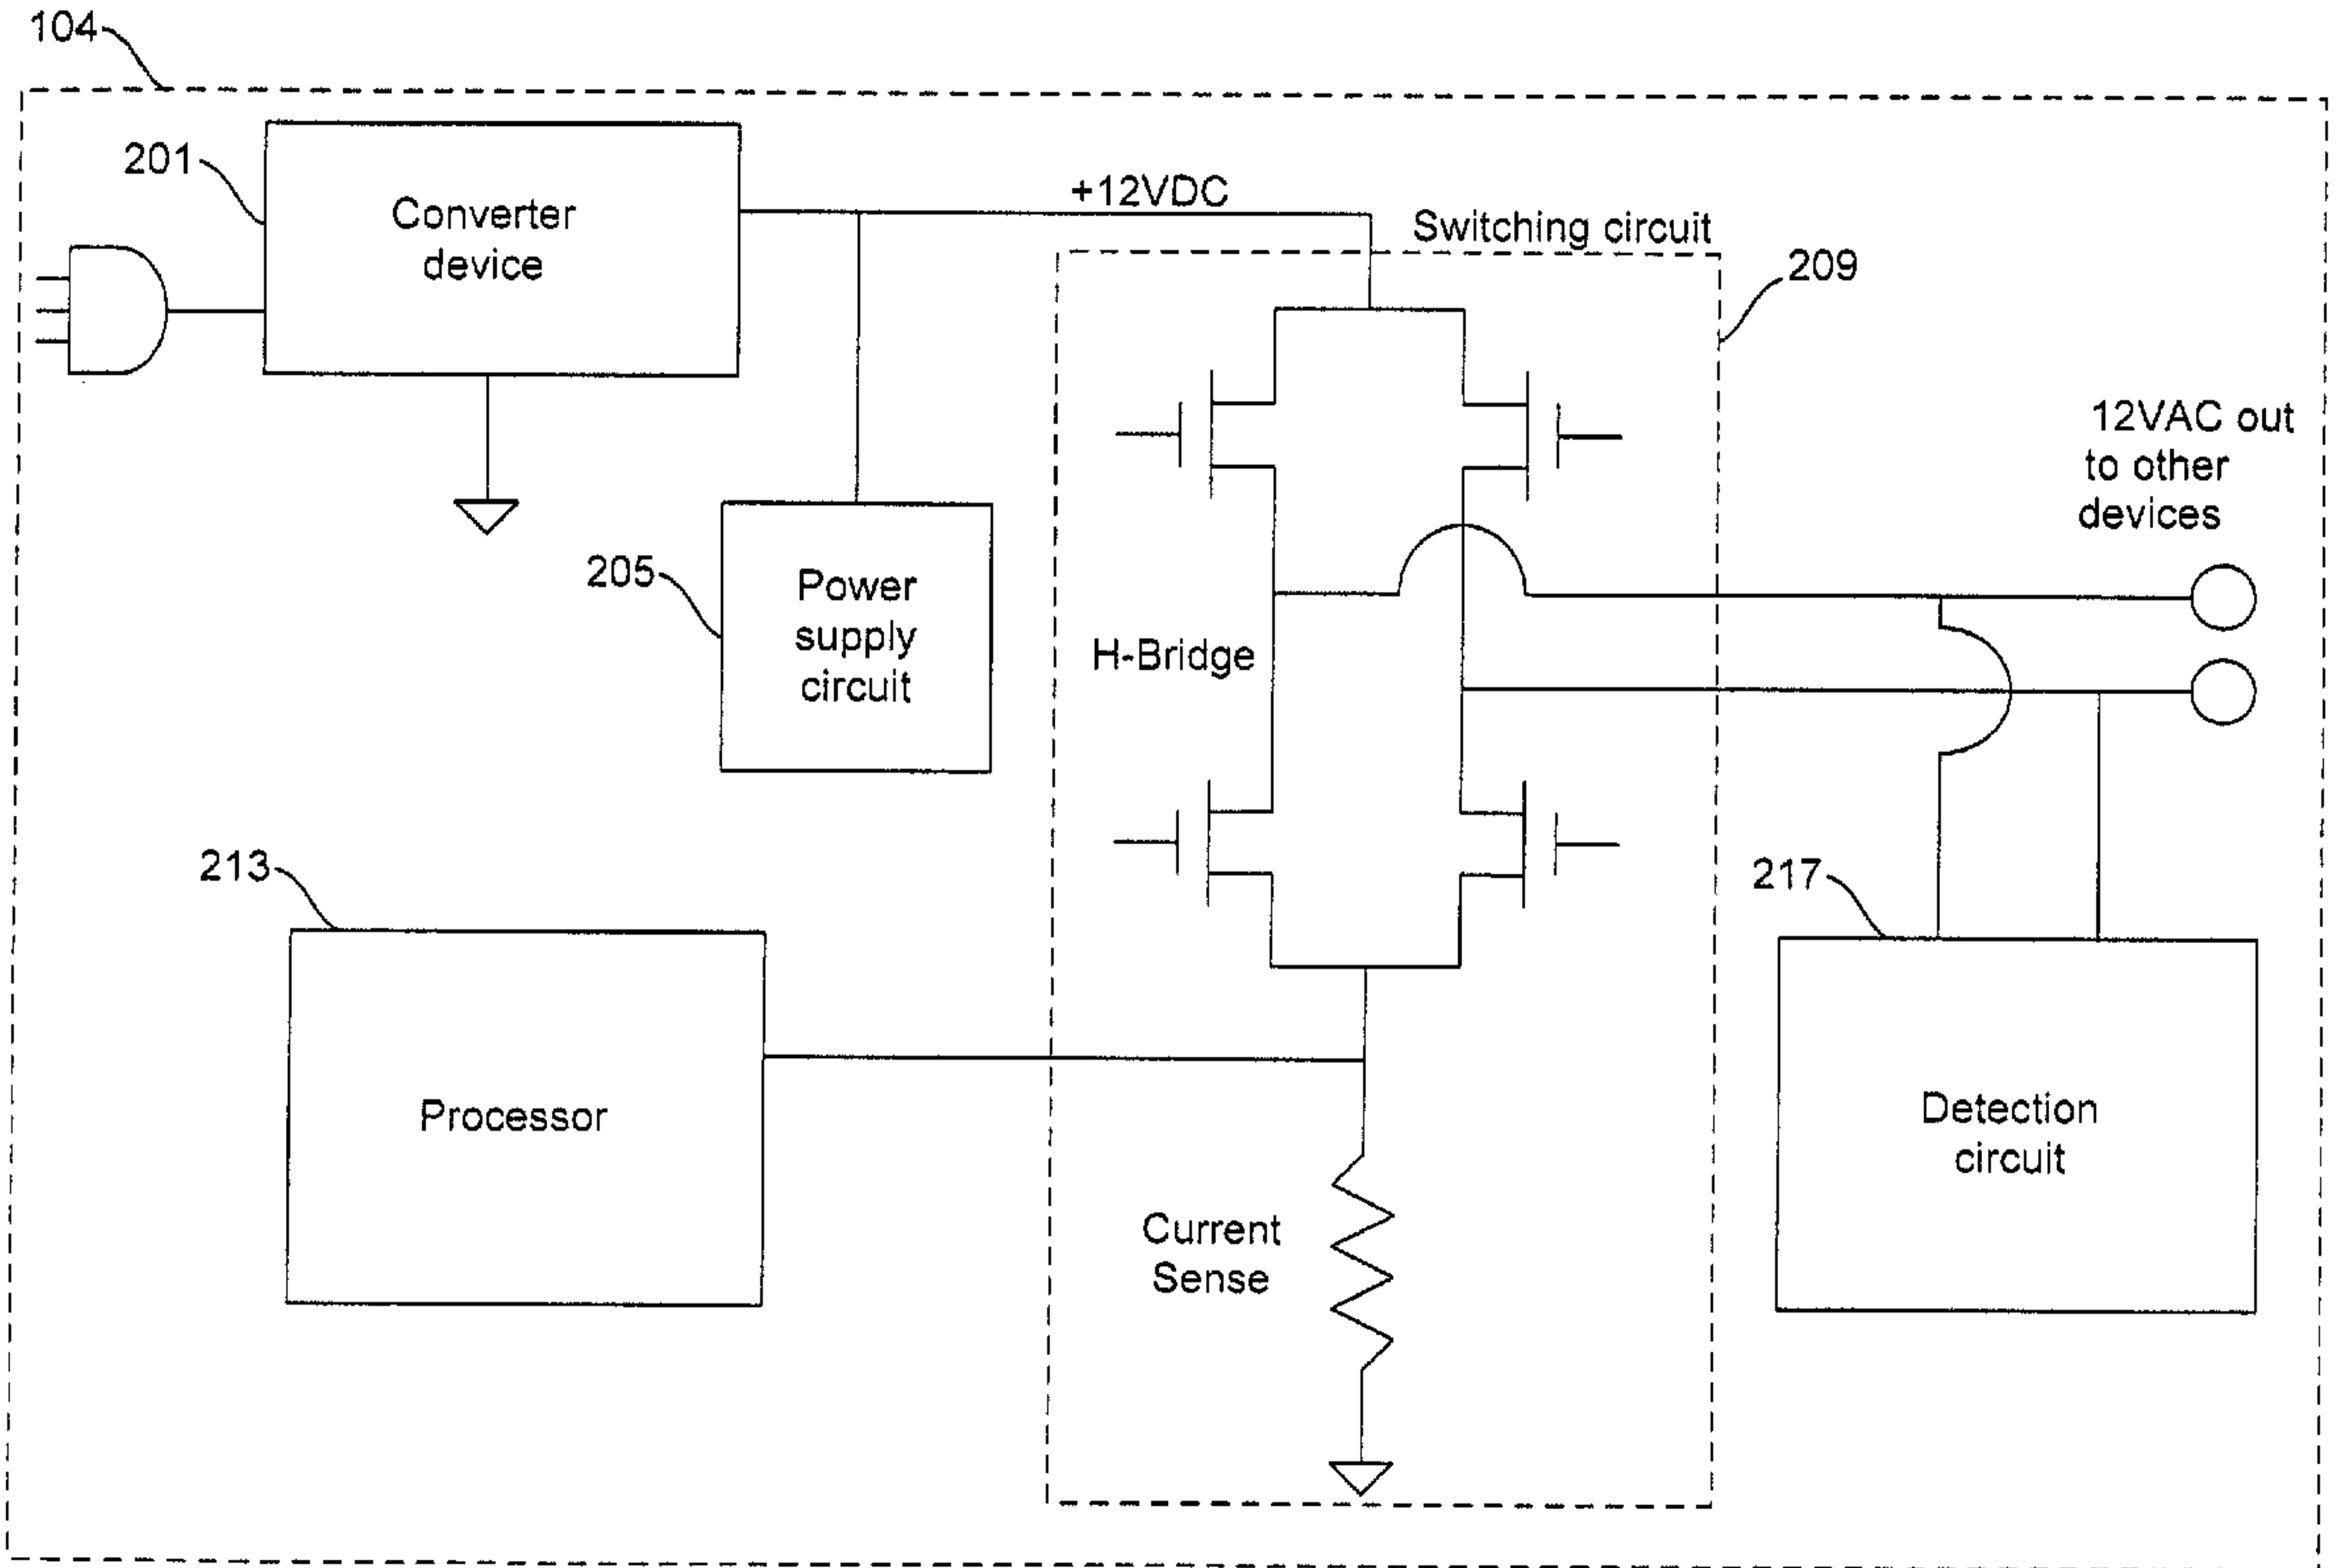 104
201
Converter
device
+12VDC
Switching circuit
209
12VAC out
to other
devices
205
Power
supply
circuit
H-Bridge
213
Processor
217
Detection
circuit
Current
Sense